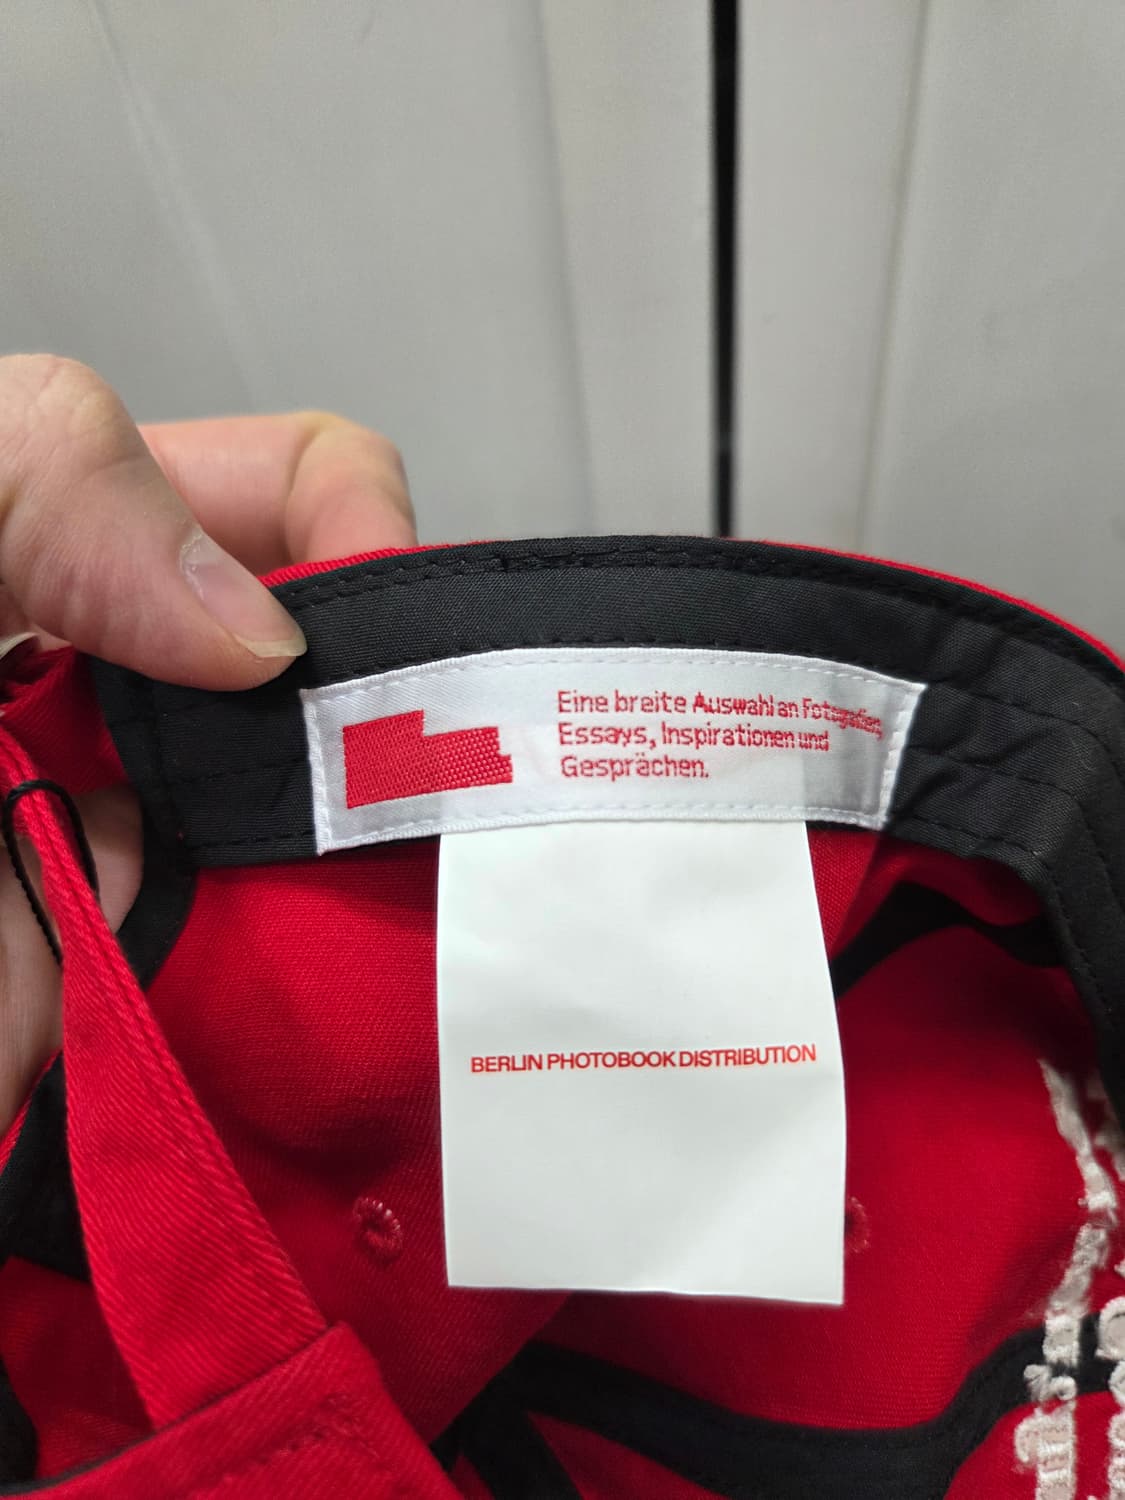 Eine breite Auswahl an Fotografien,
Essays, Inspirationen und
Gesprächen.
BERLIN PHOTOBOOK DISTRIBUTION